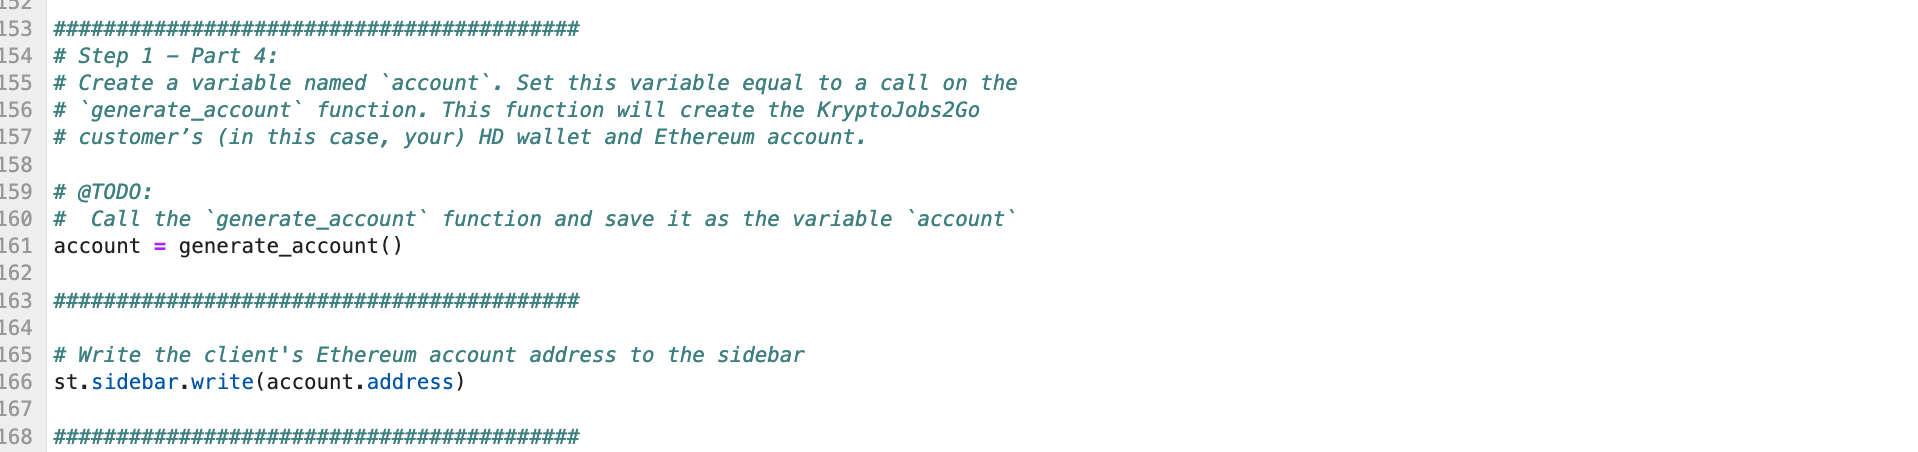 152
153 ##########################################
154 # Step 1 – Part 4:
155 # Create a variable named `account`. Set this variable equal to a call on the
156 # `generate_account` function. This function will create the KryptoJobs2Go
157 # customer’s (in this case, your) HD wallet and Ethereum account.
158
159 # @TODO:
160 #  Call the `generate_account` function and save it as the variable `account`
161 account = generate_account()
162
163 ##########################################
164
165 # Write the client's Ethereum account address to the sidebar
166 st.sidebar.write(account.address)
167
168 ##########################################